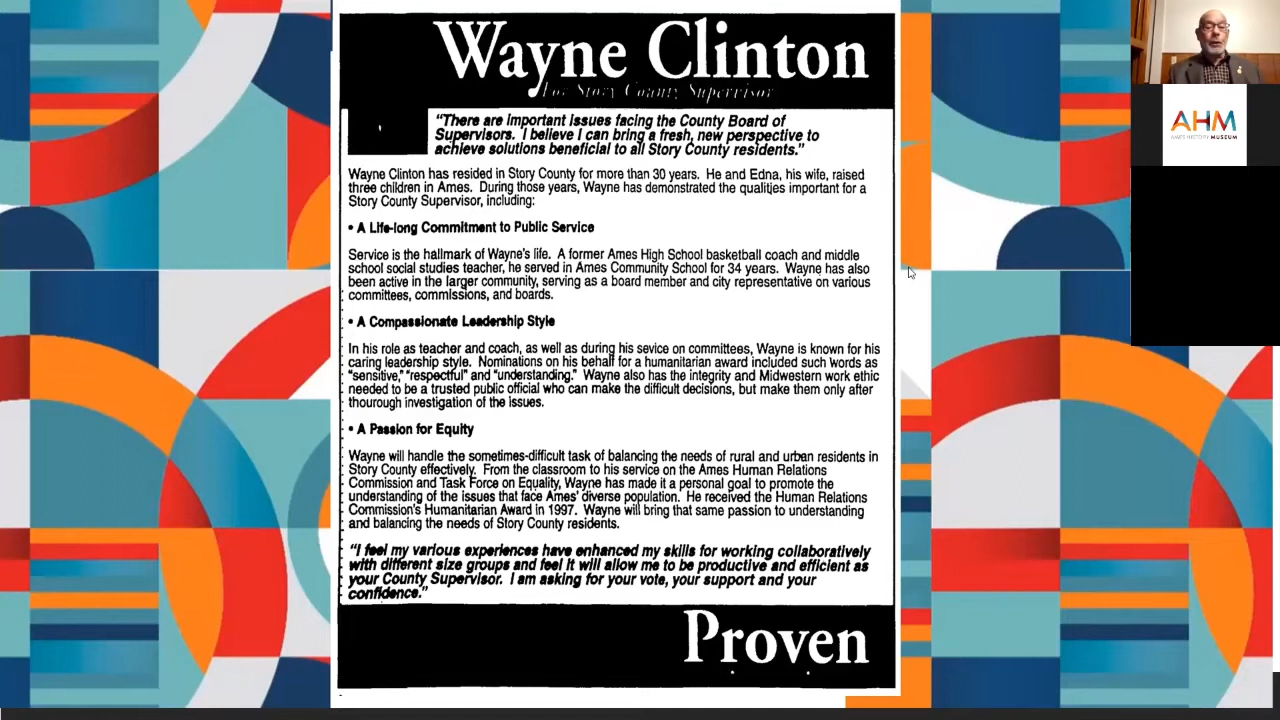 Wayne Clinton
For Story County Supervisor
"There are important issues facing the County Board of
Supervisors. I believe I can bring a fresh, new perspective to
achieve solutions beneficial to all Story County residents."
Wayne Clinton has resided in Story County for more than 30 years. He and Edna, his wife, raised
three children in Ames. During those years, Wayne has demonstrated the qualities important for a
Story County Supervisor, including:
• A Life-long Commitment to Public Service
Service is the hallmark of Wayne's life. A former Ames High School basketball coach and middle
school social studies teacher, he served in Ames Community School for 34 years. Wayne has also
been active in the larger community, serving as a board member and city representative on various
committees, commissions, and boards.
• A Compassionate Leadership Style
In his role as teacher and coach, as well as during his sevice on committees, Wayne is known for his
caring leadership style. Nominations on his behalf for a humanitarian award included such words as
"sensitive," "respectful" and "understanding." Wayne also has the integrity and Midwestern work ethic
needed to be a trusted public official who can make the difficult decisions, but make them only after
thourough investigation of the issues.
• A Passion for Equity
Wayne will handle the sometimes-difficult task of balancing the needs of rural and urban residents in
Story County effectively. From the classroom to his service on the Ames Human Relations
Commission and Task Force on Equality, Wayne has made it a personal goal to promote the
understanding of the issues that face Ames' diverse population. He received the Human Relations
Commission's Humanitarian Award in 1997. Wayne will bring that same passion to understanding
and balancing the needs of Story County residents.
"I feel my various experiences have enhanced my skills for working collaboratively
with different size groups and feel it will allow me to be productive and efficient as
your County Supervisor. I am asking for your vote, your support and your
confidence."
Proven
AHM
AMES HISTORY MUSEUM